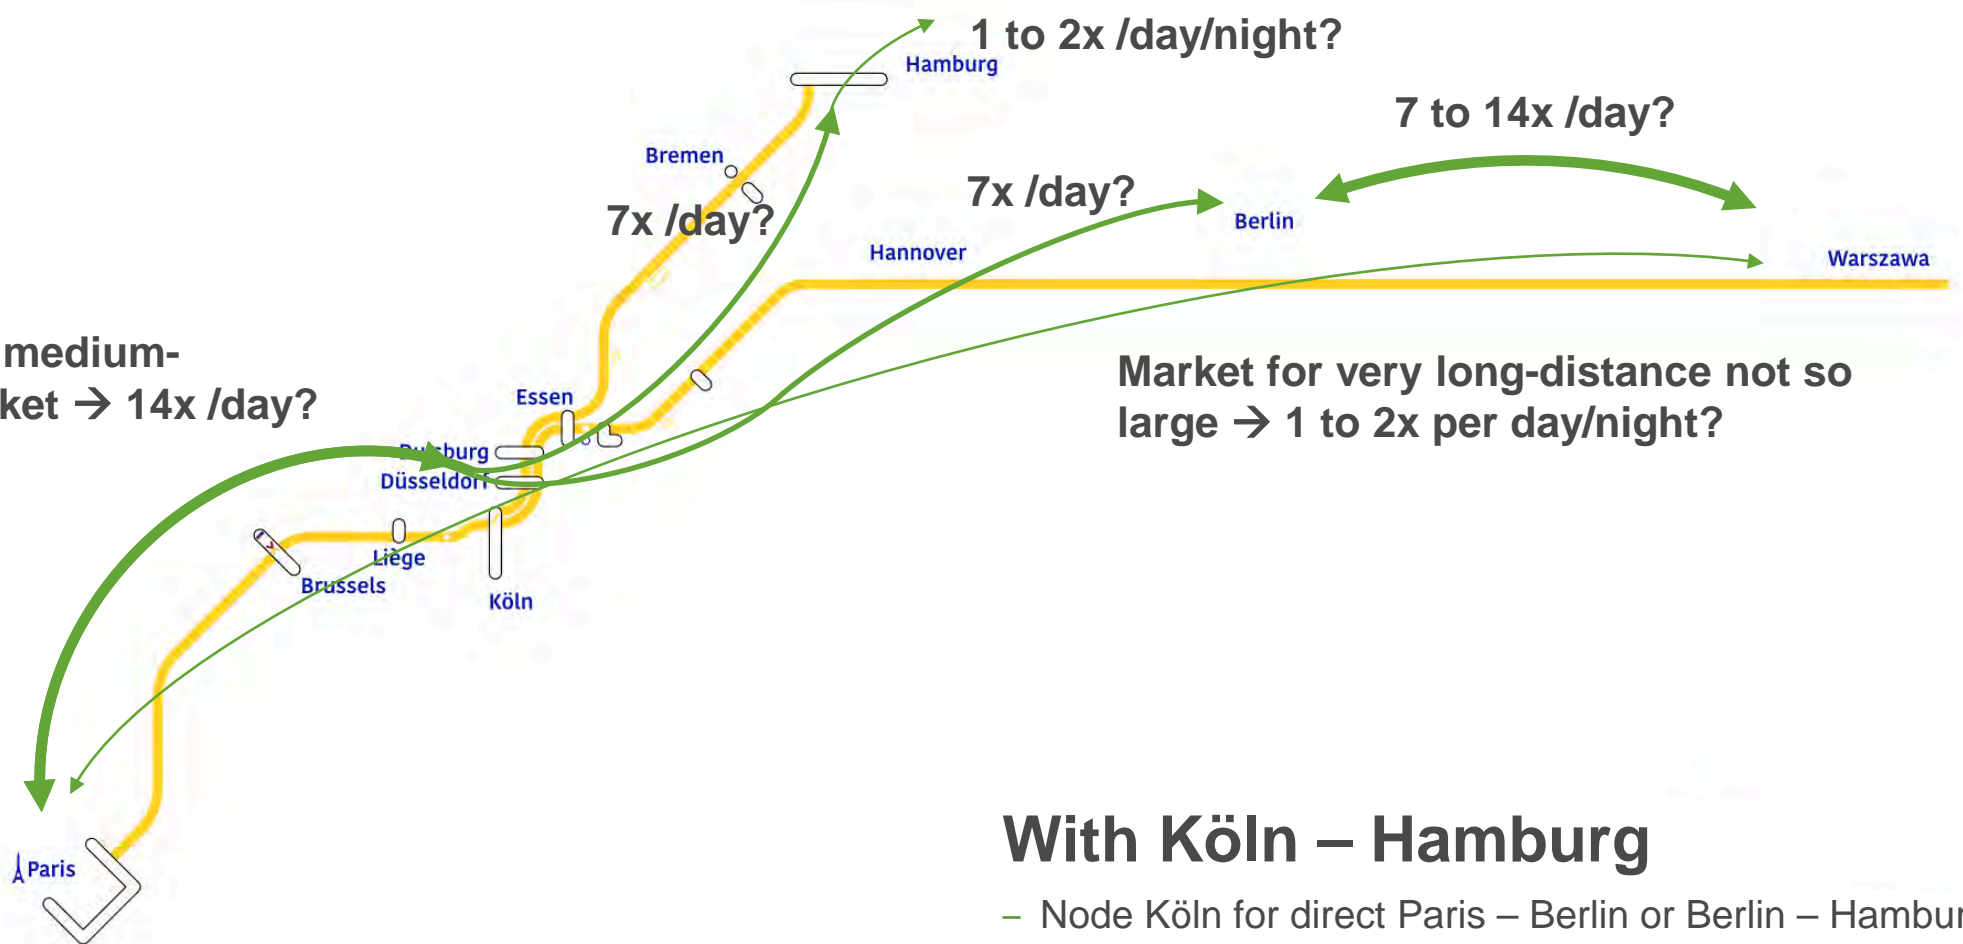 1 to 2x /day/night?
Hamburg
7 to 14x /day?
Bremen
7x /day?
7x /day?
Berlin
Hannover
Warszawa
medium-
ket → 14x /day?
Market for very long-distance not so
large → 1 to 2x per day/night?
Essen
Duisburg
Düsseldorf
Liège
Brussels
Köln
Paris
With Köln – Hamburg
– Node Köln for direct Paris – Berlin or Berlin – Hambur